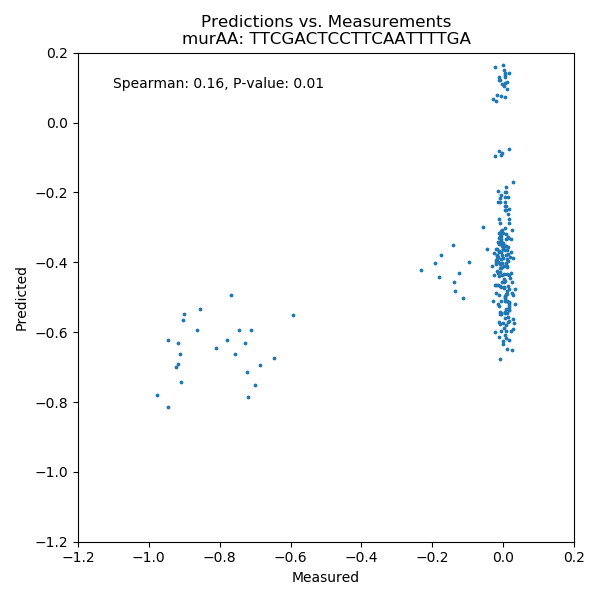 Predictions vs. Measurements
murAA: TTCGACTCCTTCAATTTTGA
Spearman: 0.16, P-value: 0.01
0.2
0.0
−0.2
−0.4
−0.6
−0.8
−1.0
−1.2
Predicted
−1.2 −1.0 −0.8 −0.6 −0.4 −0.2 0.0 0.2
Measured